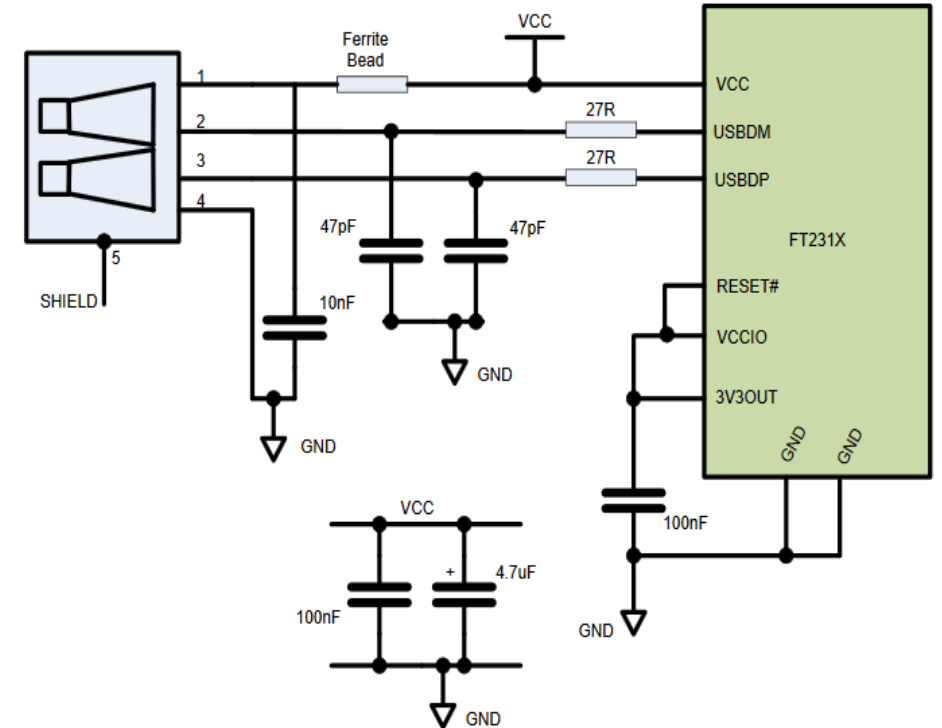 VCC
Ferrite
Bead
1
VCC
2
27R
USBDM
3
27R
USBDP
4
47pF
47pF
FT231X
5
SHIELD
10nF
RESET#
VCCIO
GND
3V3OUT
GND
GND
GND
VCC
100nF
+
4.7uF
100nF
GND
GND